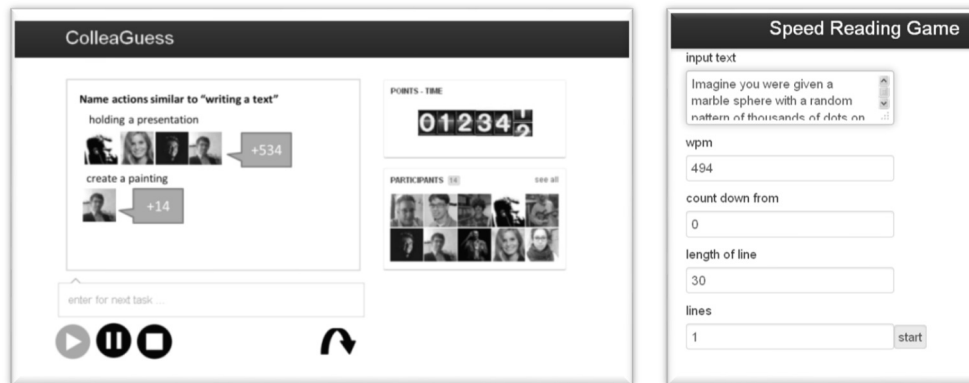 ColleaGuess
Name actions similar to “writing a text”
holding a presentation
+534
create a painting
+14
enter for next task ...
POINTS - TIME
01234
PARTICIPANTS 14
see all
Speed Reading Game
input text
Imagine you were given a
marble sphere with a random
pattern of thousands of dots on
wpm
494
count down from
0
length of line
30
lines
1
start